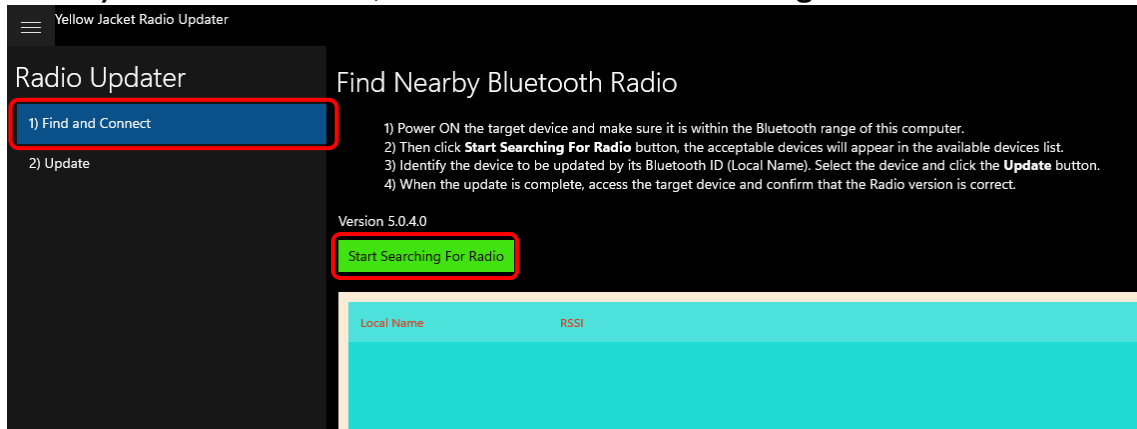 Yellow Jacket Radio Updater
Radio Updater
1) Find and Connect
2) Update
Find Nearby Bluetooth Radio
1) Power ON the target device and make sure it is within the Bluetooth range of this computer.
2) Then click Start Searching For Radio button, the acceptable devices will appear in the available devices list.
3) Identify the device to be updated by its Bluetooth ID (Local Name). Select the device and click the Update button.
4) When the update is complete, access the target device and confirm that the Radio version is correct.
Version 5.0.4.0
Start Searching For Radio
Local Name RSSI